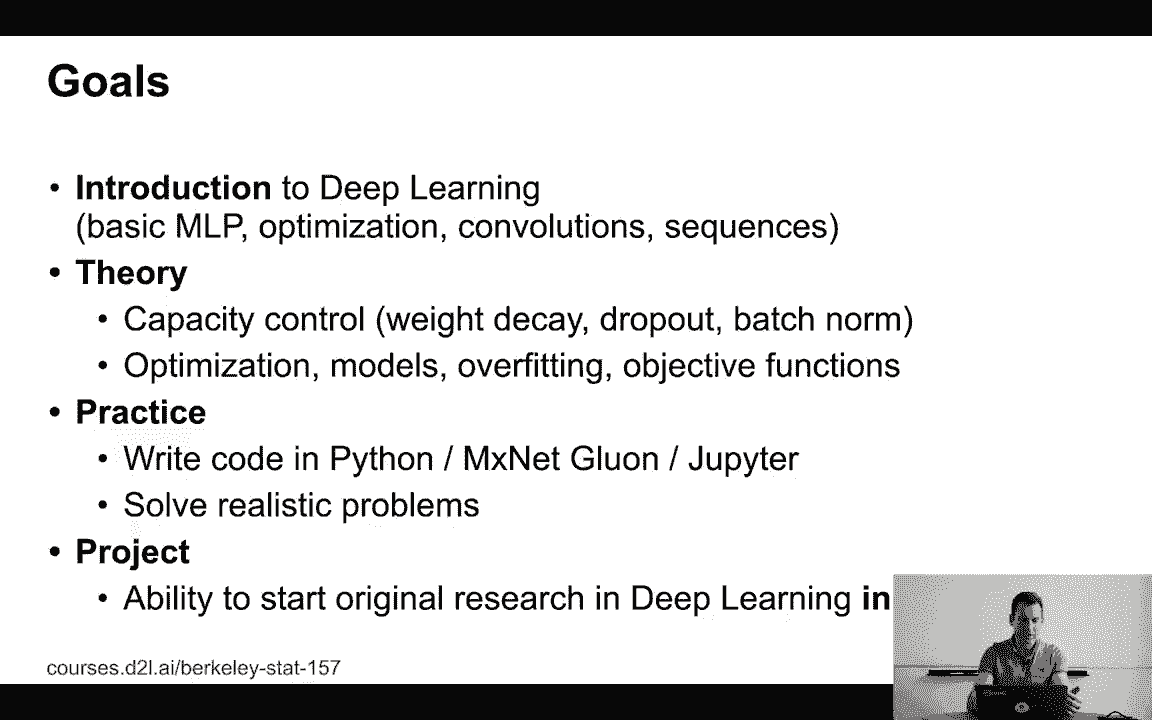 Goals
• Introduction to Deep Learning
(basic MLP, optimization, convolutions, sequences)
• Theory
• Capacity control (weight decay, dropout, batch norm)
• Optimization, models, overfitting, objective functions
• Practice
• Write code in Python / MxNet Gluon / Jupyter
• Solve realistic problems
• Project
• Ability to start original research in Deep Learning in
courses.d2l.ai/berkeley-stat-157